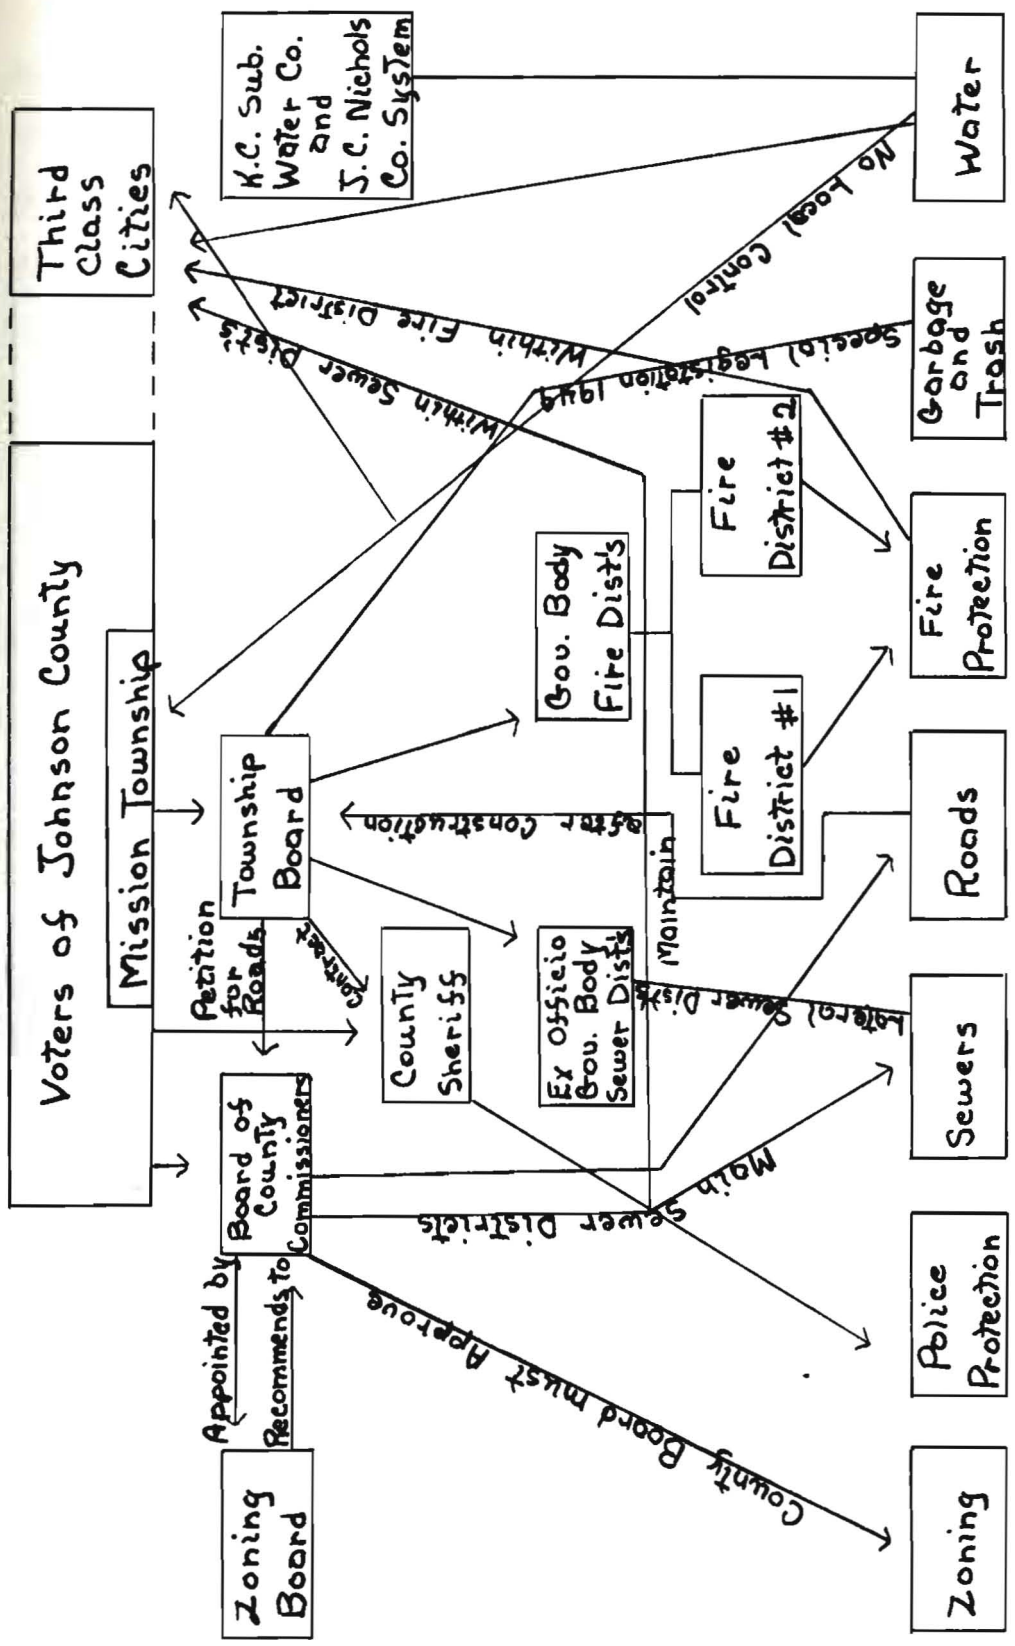 Voters of Johnson County
Mission Township
Third
Class
Cities
Zoning
Board
Appointed by
Recommends to
Board of
County
Commissioners
Petition
for
Roads
Contract
Township
Board
K.C. Sub.
Water Co.
and
J.C. Nichols
Co. System
County
Sheriff
Ex Officio
Gov. Body
Sewer Dist's
Gov. Body
Fire Dist's
Fire
District #1
Fire
District #2
County Board must Approve
Sewer Districts
Main
Lateral Sewer Dists
Maintain
after Construction
Within Sewer Dist's
Within Fire District
Special Legistation 1949
No Local Control
Zoning
Police
Protection
Sewers
Roads
Fire
Protection
Garbage
and
Trash
Water